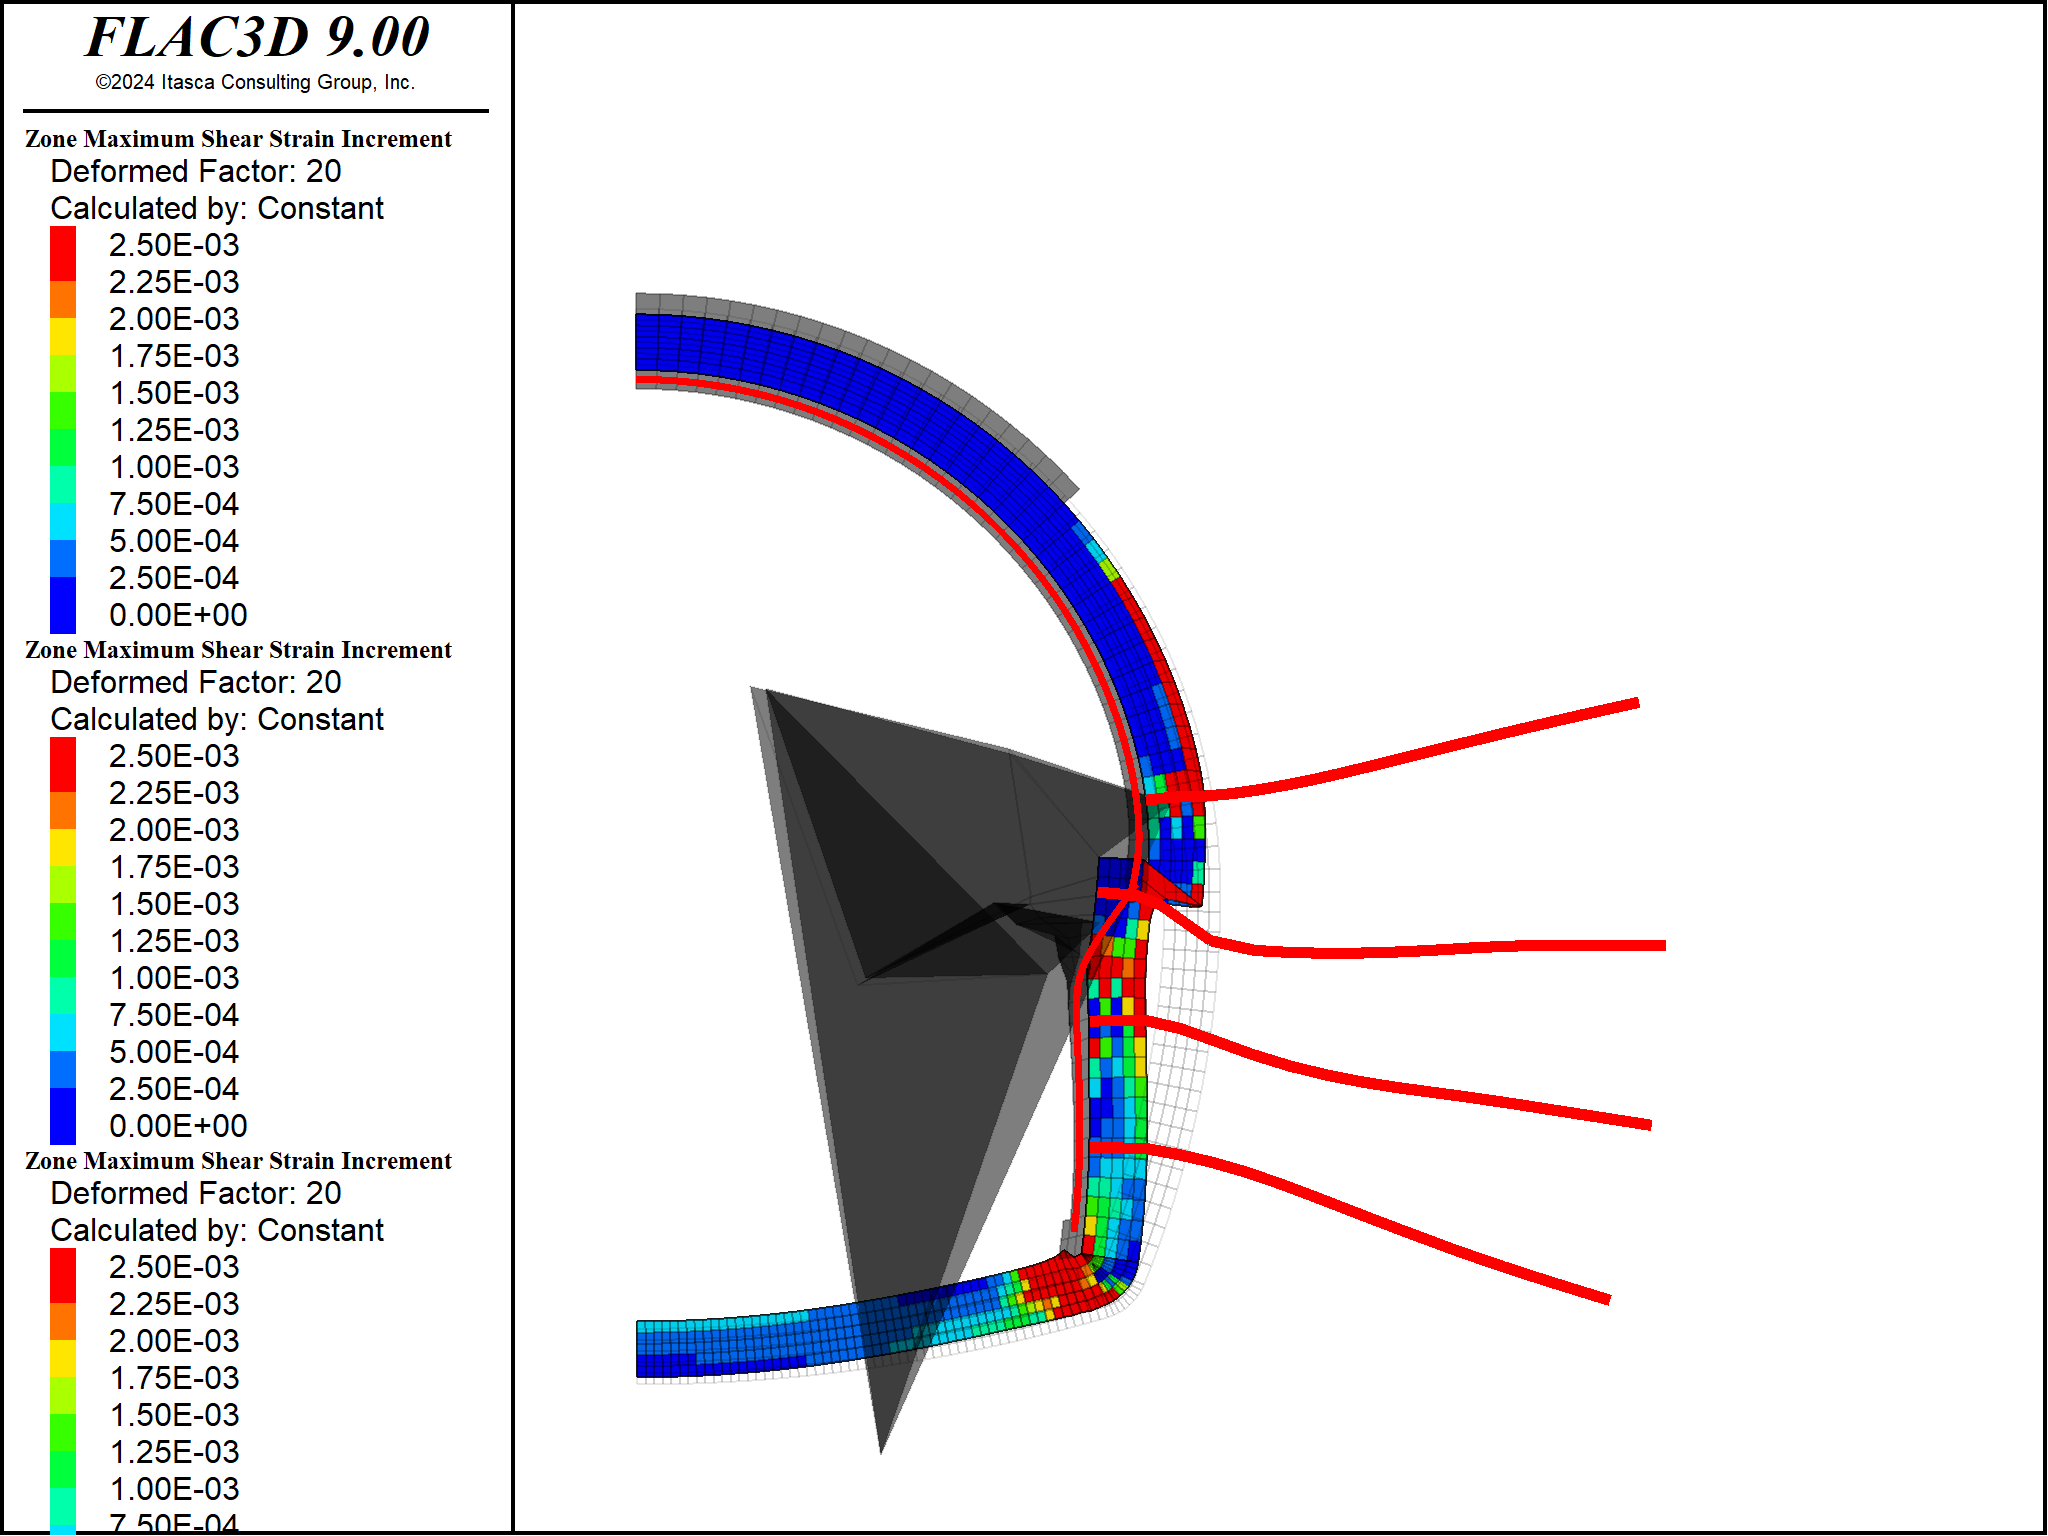 FLAC3D 9.00
©2024 Itasca Consulting Group, Inc.
Zone Maximum Shear Strain Increment
Deformed Factor: 20
Calculated by: Constant
2.50E-03
2.25E-03
2.00E-03
1.75E-03
1.50E-03
1.25E-03
1.00E-03
7.50E-04
5.00E-04
2.50E-04
0.00E+00
Zone Maximum Shear Strain Increment
Deformed Factor: 20
Calculated by: Constant
2.50E-03
2.25E-03
2.00E-03
1.75E-03
1.50E-03
1.25E-03
1.00E-03
7.50E-04
5.00E-04
2.50E-04
0.00E+00
Zone Maximum Shear Strain Increment
Deformed Factor: 20
Calculated by: Constant
2.50E-03
2.25E-03
2.00E-03
1.75E-03
1.50E-03
1.25E-03
1.00E-03
7.50E-04